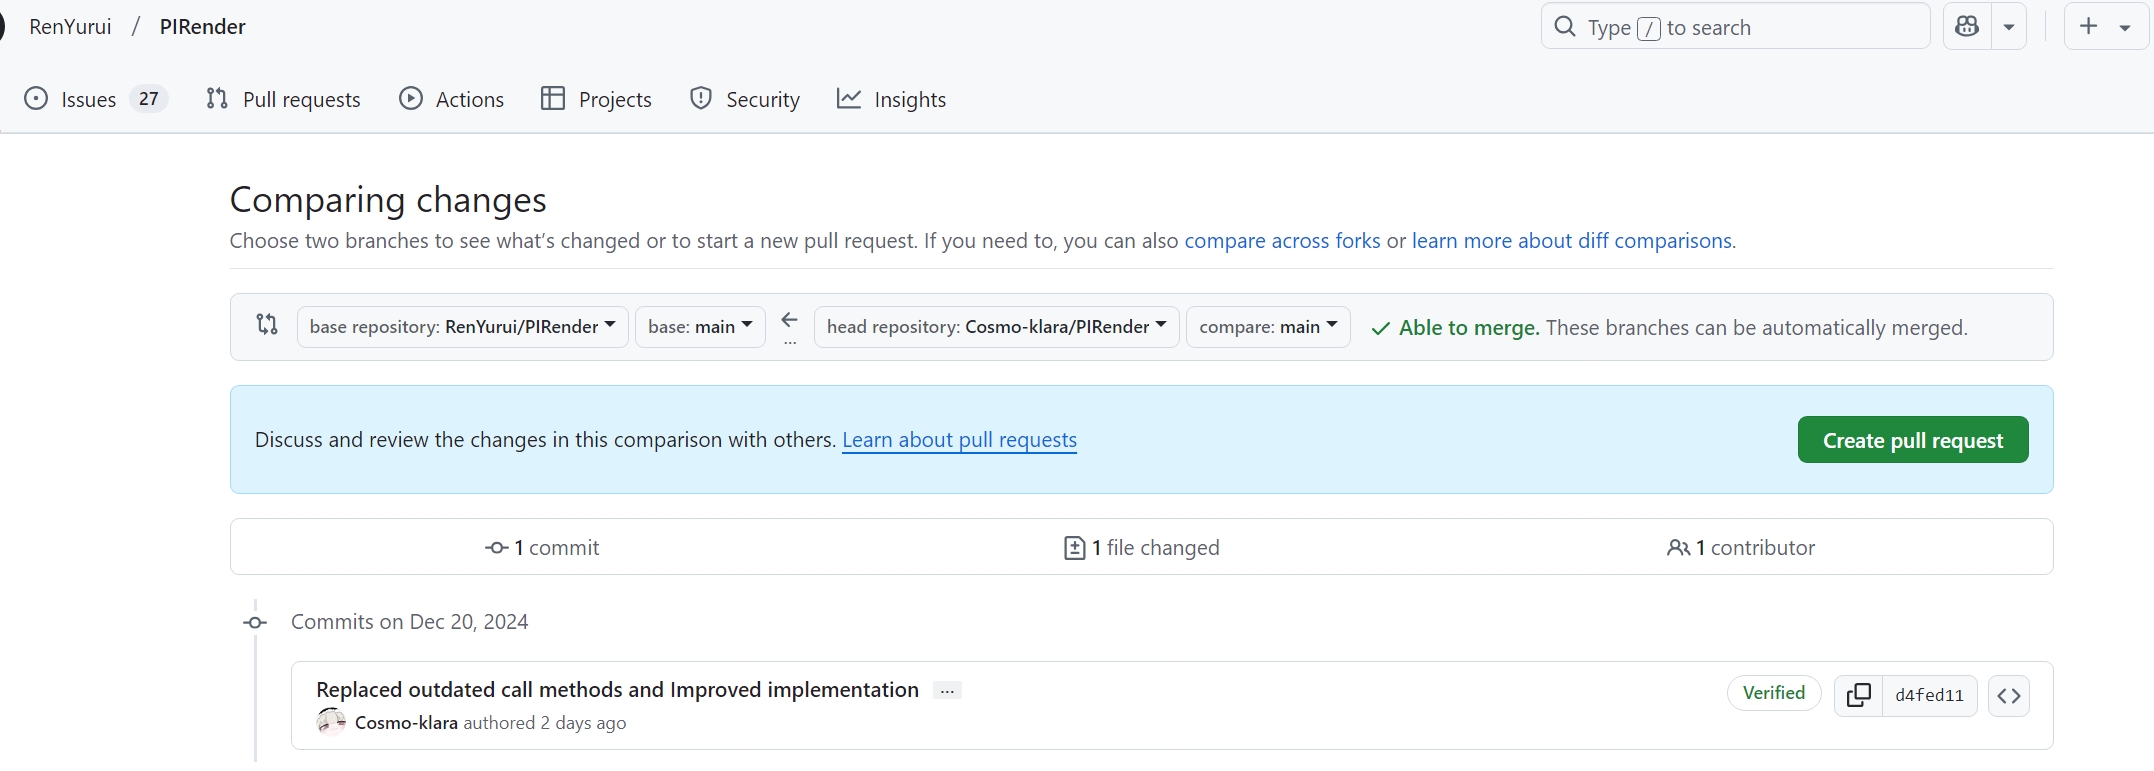 RenYurui / PIRender
Type / to search
Issues 27 Pull requests Actions Projects Security Insights
Comparing changes
Choose two branches to see what’s changed or to start a new pull request. If you need to, you can also compare across forks or learn more about diff comparisons.
base repository: RenYurui/PIRender base: main ← ... head repository: Cosmo-klara/PIRender compare: main ✓ Able to merge. These branches can be automatically merged.
Discuss and review the changes in this comparison with others. Learn about pull requests
Create pull request
1 commit 1 file changed 1 contributor
Commits on Dec 20, 2024
Replaced outdated call methods and Improved implementation ...
Verified d4fed11
Cosmo-klara authored 2 days ago